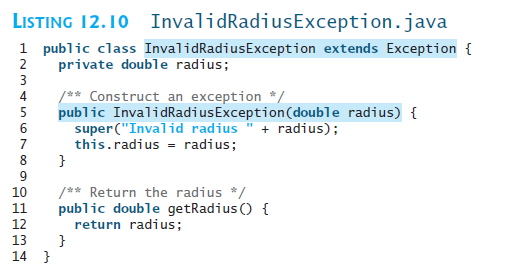 LISTING 12.10 InvalidRadiusException.java
1 public class InvalidRadiusException extends Exception {
2 private double radius;
3
4 /** Construct an exception */
5 public InvalidRadiusException(double radius) {
6 super("Invalid radius " + radius);
7 this.radius = radius;
8 }
9
10 /** Return the radius */
11 public double getRadius() {
12 return radius;
13 }
14 }